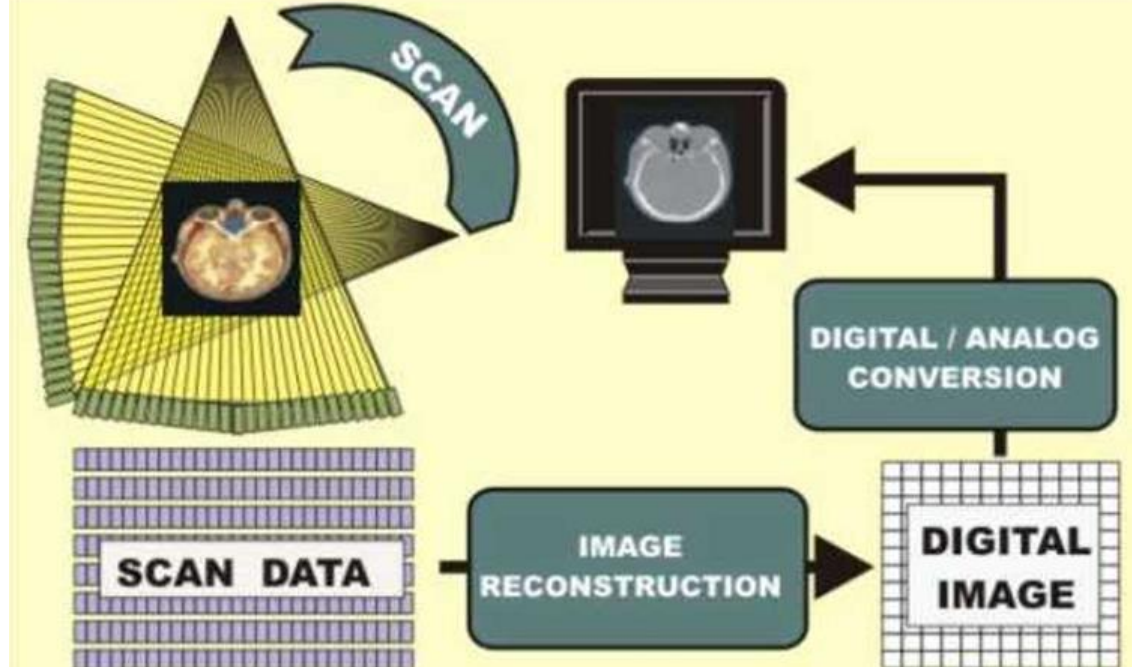 SCAN
DIGITAL / ANALOG
CONVERSION
SCAN DATA
IMAGE
RECONSTRUCTION
DIGITAL
IMAGE